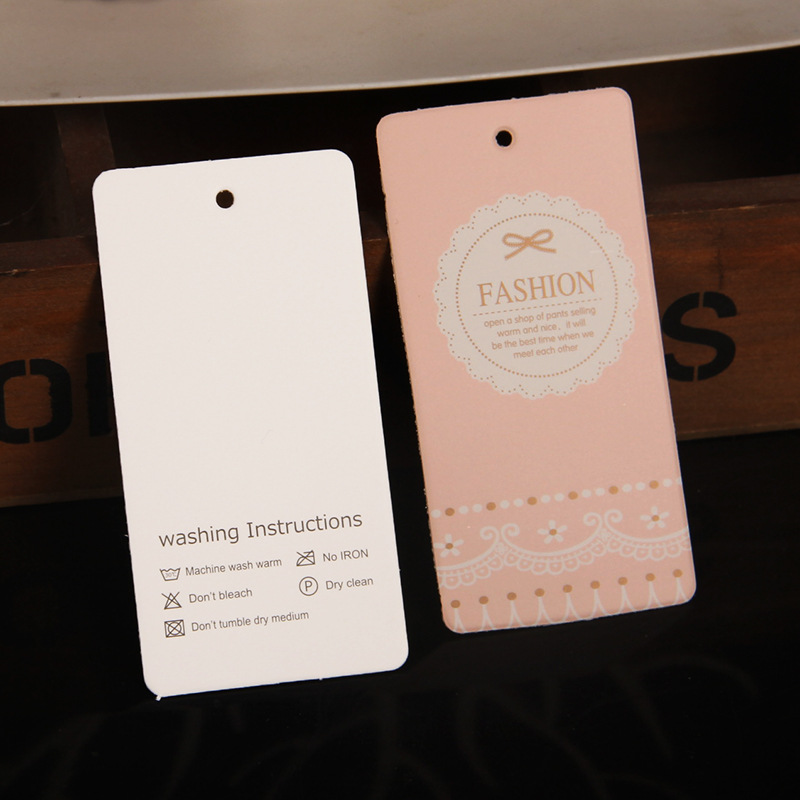 washing Instructions
Machine wash warm
Don't bleach
Don't tumble dry medium
No IRON
P
Dry clean
FASHION
open a shop of pants selling
warm and nice，it will
be the best time when we
meet each other
S